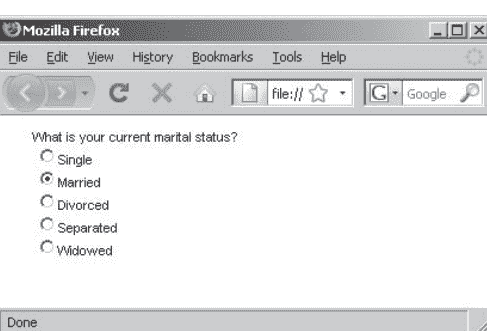 Mozilla Firefox
File Edit View History Bookmarks Tools Help
file:// G Google
What is your current marital status?
Single
Married
Divorced
Separated
Widowed
Done